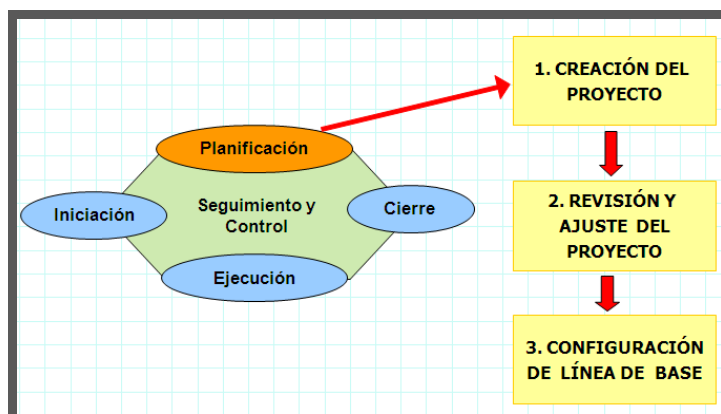 Planificación
Iniciación
Seguimiento y
Control
Cierre
Ejecución
1. CREACIÓN DEL
PROYECTO
2. REVISIÓN Y
AJUSTE DEL
PROYECTO
3. CONFIGURACIÓN
DE LÍNEA DE BASE